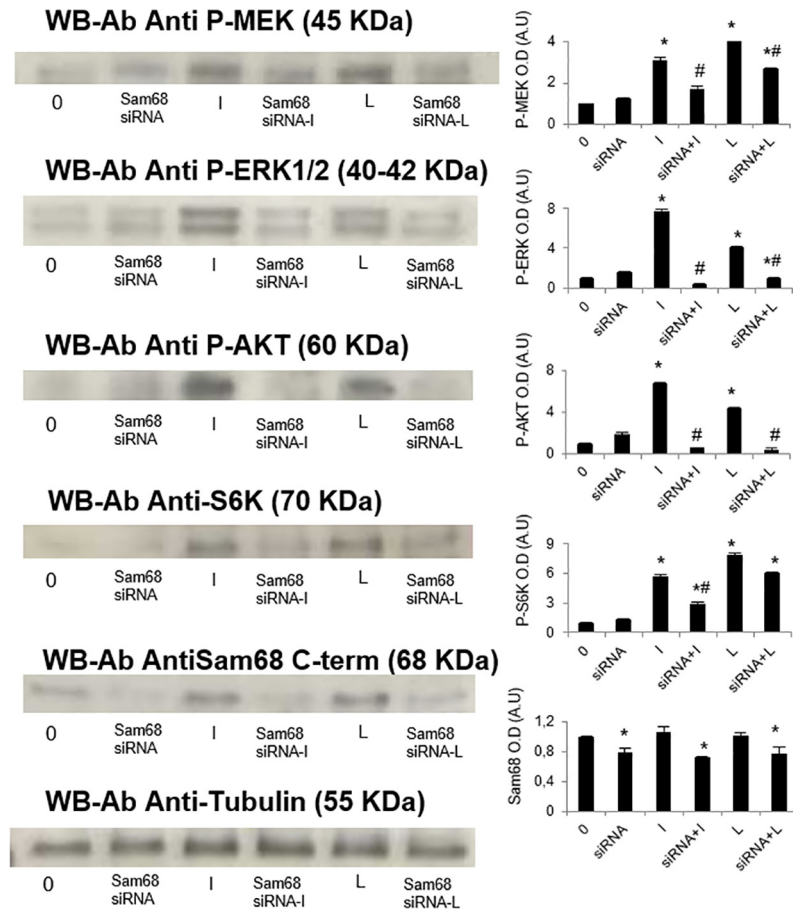 WB-Ab Anti P-MEK (45 KDa)
0 Sam68 siRNA I Sam68 siRNA-I L Sam68 siRNA-L
P-MEK O.D (A.U)
4
2
0
* # * *#
0 siRNA I siRNA+I L siRNA+L
WB-Ab Anti P-ERK1/2 (40-42 KDa)
0 Sam68 siRNA I Sam68 siRNA-I L Sam68 siRNA-L
P-ERK O.D (A.U)
8
4
0
* # * *#
0 siRNA I siRNA+I L siRNA+L
WB-Ab Anti P-AKT (60 KDa)
0 Sam68 siRNA I Sam68 siRNA-I L Sam68 siRNA-L
P-AKT O.D (A.U)
8
4
0
* # * #
0 siRNA I siRNA+I L siRNA+L
WB-Ab Anti-S6K (70 KDa)
0 Sam68 siRNA I Sam68 siRNA-I L Sam68 siRNA-L
P-S6K O.D (A.U)
9
6
3
0
* *# * *
0 siRNA I siRNA+I L siRNA+L
WB-Ab AntiSam68 C-term (68 KDa)
0 Sam68 siRNA I Sam68 siRNA-I L Sam68 siRNA-L
Sam68 O.D (A.U)
1,2
0,8
0,4
0
* * *
0 siRNA I siRNA+I L siRNA+L
WB-Ab Anti-Tubulin (55 KDa)
0 Sam68 siRNA I Sam68 siRNA-I L Sam68 siRNA-L